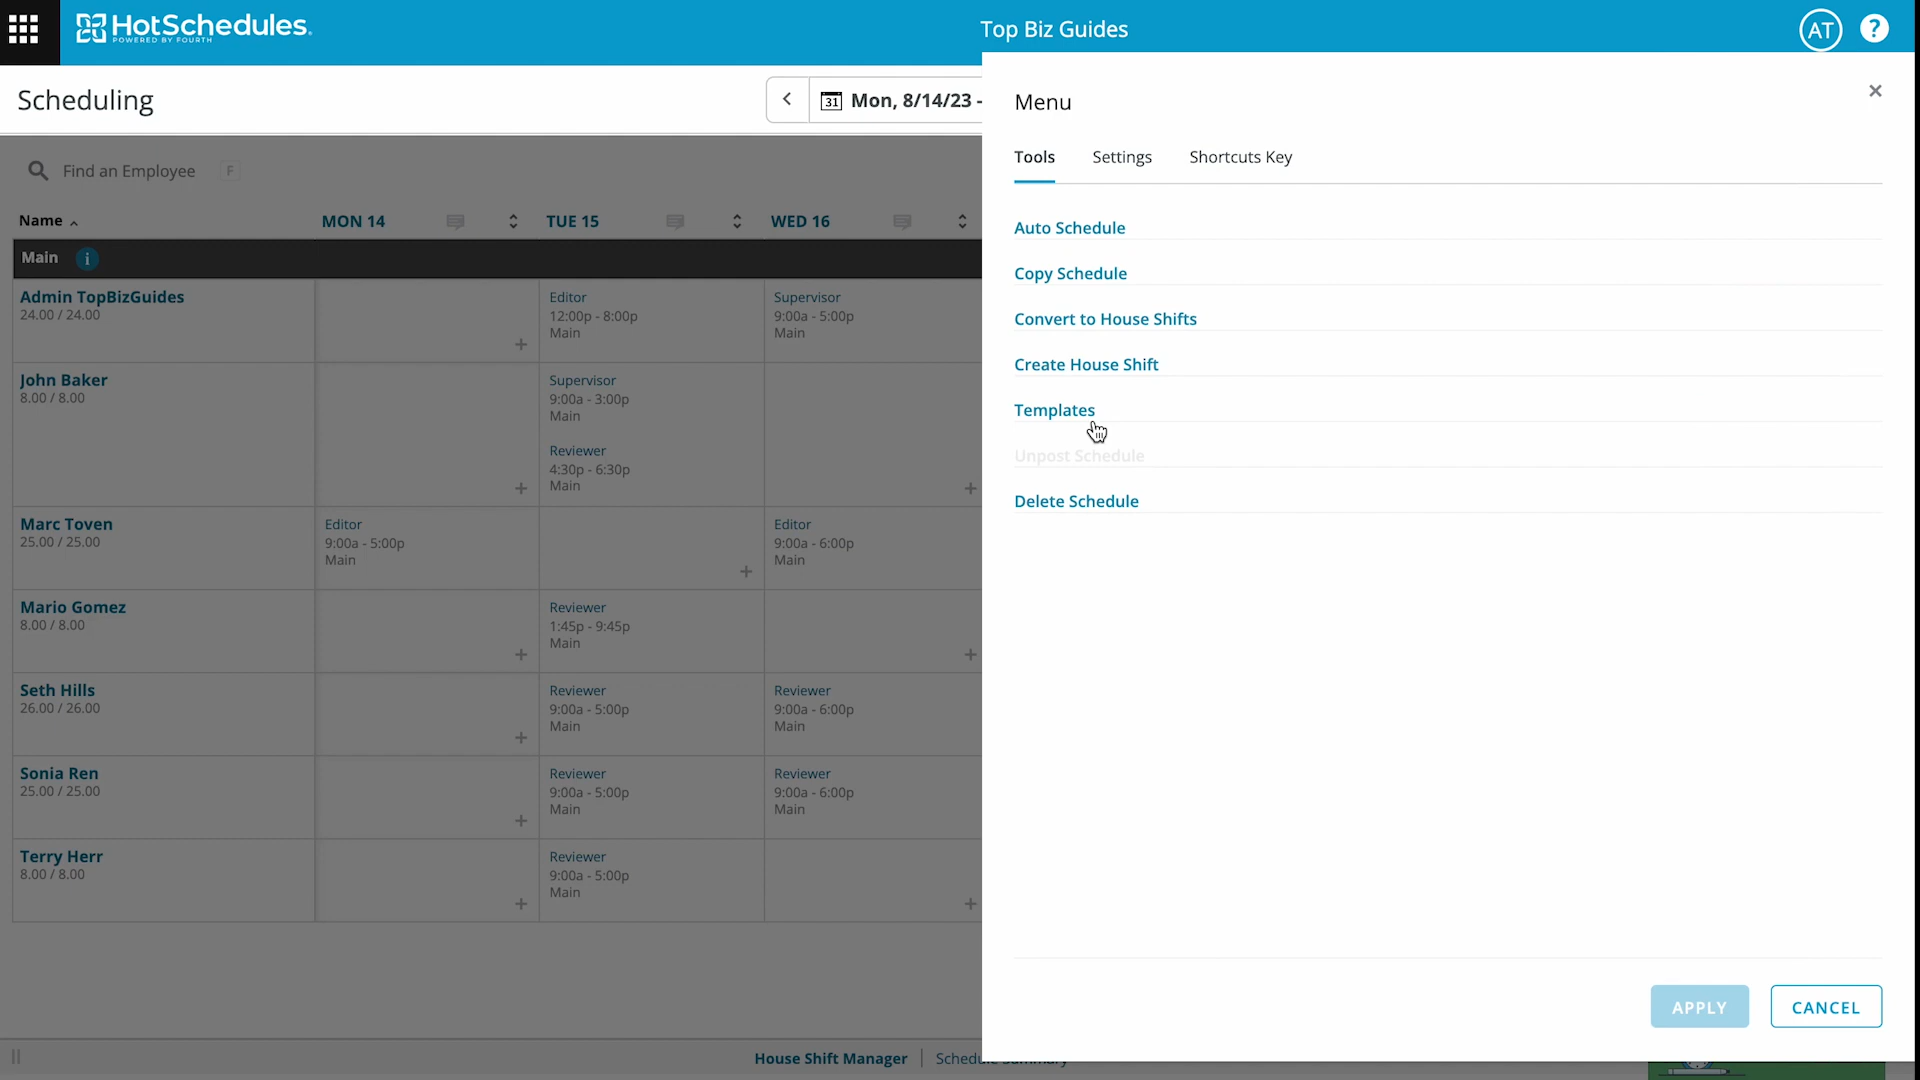 HotSchedules.
POWERED BY FOURTH
Top Biz Guides
AT
?
Scheduling
31 Mon, 8/14/23 -
Menu
Tools Settings Shortcuts Key
Find an Employee F
Name MON 14 TUE 15 WED 16
Main i
Admin TopBizGuides
24.00 / 24.00
Editor
12:00p - 8:00p
Main
Supervisor
9:00a - 5:00p
Main
John Baker
8.00 / 8.00
Supervisor
9:00a - 3:00p
Main
Reviewer
4:30p - 6:30p
Main
Marc Toven
25.00 / 25.00
Editor
9:00a - 5:00p
Main
Editor
9:00a - 6:00p
Main
Mario Gomez
8.00 / 8.00
Reviewer
1:45p - 9:45p
Main
Seth Hills
26.00 / 26.00
Reviewer
9:00a - 5:00p
Main
Reviewer
9:00a - 6:00p
Main
Sonia Ren
25.00 / 25.00
Reviewer
9:00a - 5:00p
Main
Reviewer
9:00a - 6:00p
Main
Terry Herr
8.00 / 8.00
Reviewer
9:00a - 5:00p
Main
Auto Schedule
Copy Schedule
Convert to House Shifts
Create House Shift
Templates
Unpost Schedule
Delete Schedule
APPLY CANCEL
House Shift Manager Schedule Summary